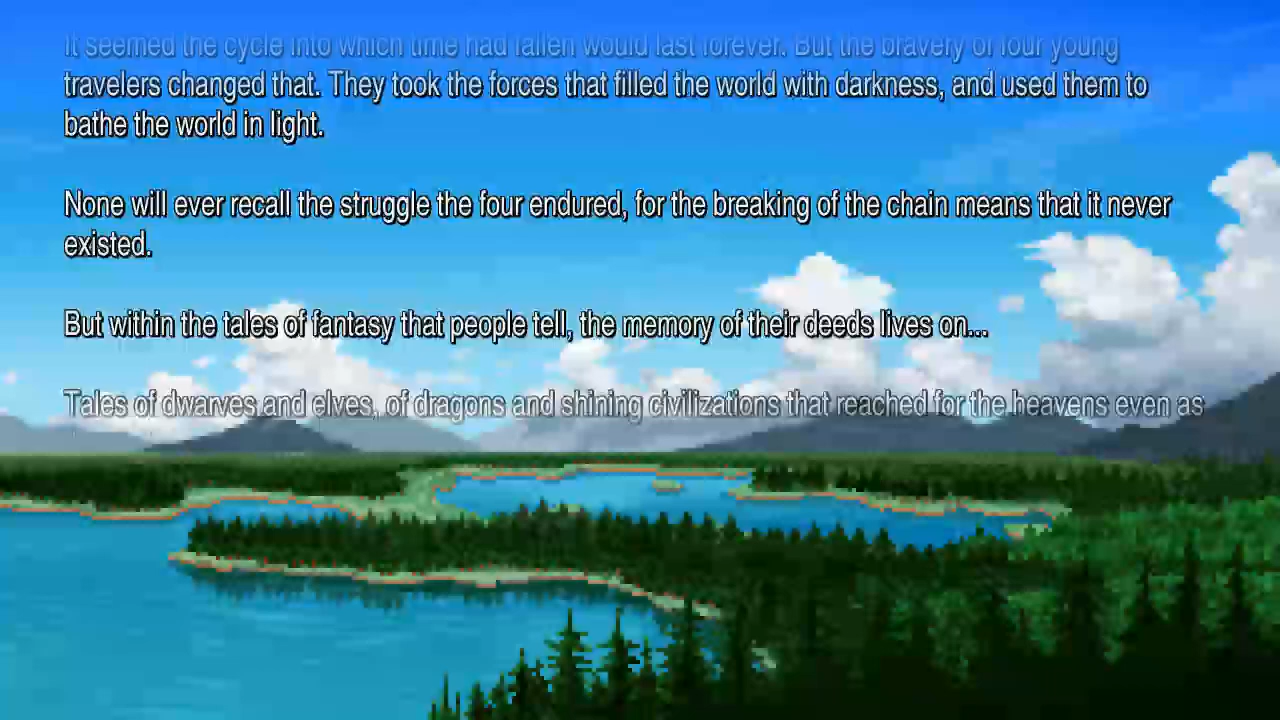 It seemed the cycle into which time had fallen would last forever. But the bravery of four young
travelers changed that. They took the forces that filled the world with darkness, and used them to
bathe the world in light.
None will ever recall the struggle the four endured, for the breaking of the chain means that it never
existed.
But within the tales of fantasy that people tell, the memory of their deeds lives on...
Tales of dwarves and elves, of dragons and shining civilizations that reached for the heavens even as